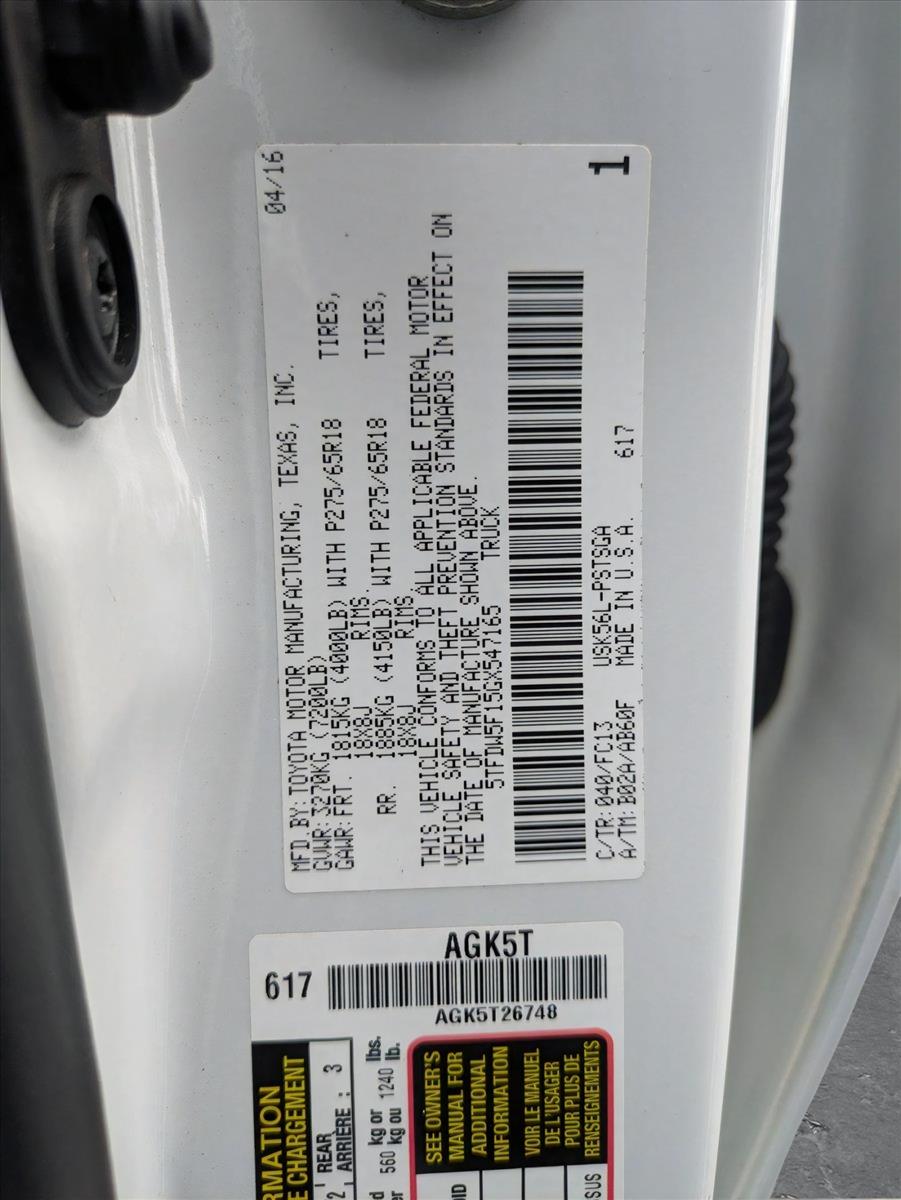 MFD. BY: TOYOTA MOTOR MANUFACTURING, TEXAS, INC. 04/16
GVWR: 3270KG (7200LB)
GAWR: FRT. 1815KG (4000LB) WITH P275/65R18 TIRES,
18X8J RIMS.
RR. 1885KG (4150LB) WITH P275/65R18 TIRES,
18X8J RIMS.
THIS VEHICLE CONFORMS TO ALL APPLICABLE FEDERAL MOTOR
VEHICLE SAFETY AND THEFT PREVENTION STANDARDS IN EFFECT ON
THE DATE OF MANUFACTURE SHOWN ABOVE.
5TFDW5F15GX547165 TRUCK
C/TR: 040/FC13 USK56L-PSTSGA
A/TM: B02A/AB60F MADE IN U.S.A. 617
1
AGK5T
617
AGK5T26748
2 REAR
ARRIÈRE : 3
560 kg or 1240 lbs.
kg ou lb.
SEE OWNER'S
MANUAL FOR
ADDITIONAL
INFORMATION
VOIR LE MANUEL
DE L'USAGER
POUR PLUS DE
RENSEIGNEMENTS